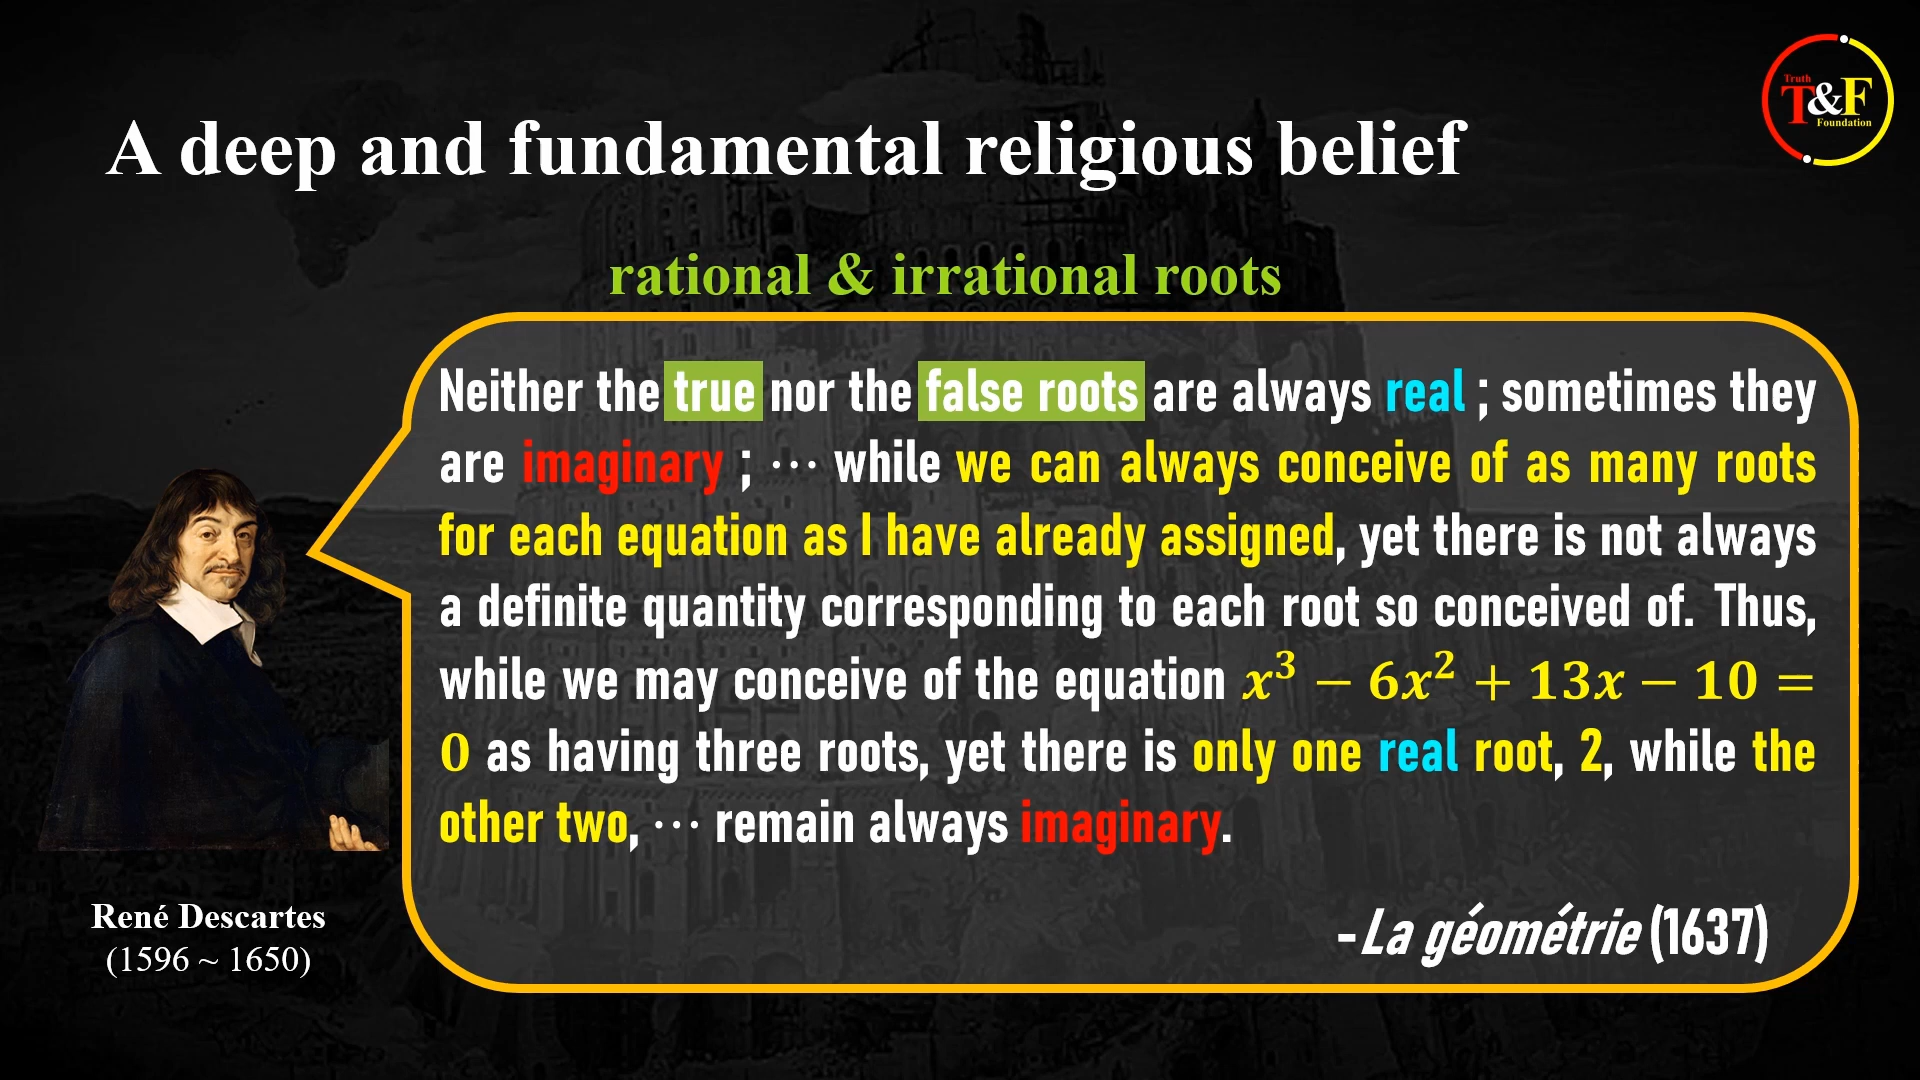 Truth
T&F
Foundation
A deep and fundamental religious belief
rational & irrational roots
Neither the true nor the false roots are always real ; sometimes they
are imaginary ; ⋯ while we can always conceive of as many roots
for each equation as I have already assigned, yet there is not always
a definite quantity corresponding to each root so conceived of. Thus,
while we may conceive of the equation x³ − 6x² + 13x − 10 =
0 as having three roots, yet there is only one real root, 2, while the
other two, ⋯ remain always imaginary.
-La géométrie (1637)
René Descartes
(1596 ~ 1650)